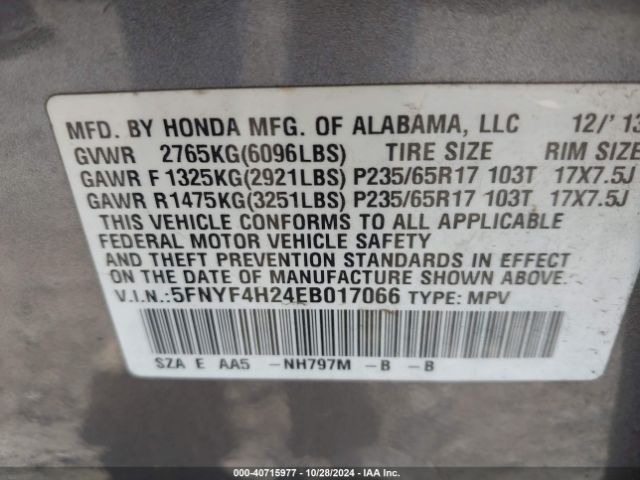 MFD. BY HONDA MFG. OF ALABAMA, LLC 12/'13
GVWR 2765KG(6096LBS) TIRE SIZE RIM SIZE
GAWR F 1325KG(2921LBS) P235/65R17 103T 17X7.5J
GAWR R1475KG(3251LBS) P235/65R17 103T 17X7.5J
THIS VEHICLE CONFORMS TO ALL APPLICABLE
FEDERAL MOTOR VEHICLE SAFETY
AND THEFT PREVENTION STANDARDS IN EFFECT
ON THE DATE OF MANUFACTURE SHOWN ABOVE.
V.I.N.:5FNYF4H24EB017066 TYPE: MPV
SZA E AA5 -NH797M -B -B
000-40715977 | 10/28/2024 | IAA Inc.